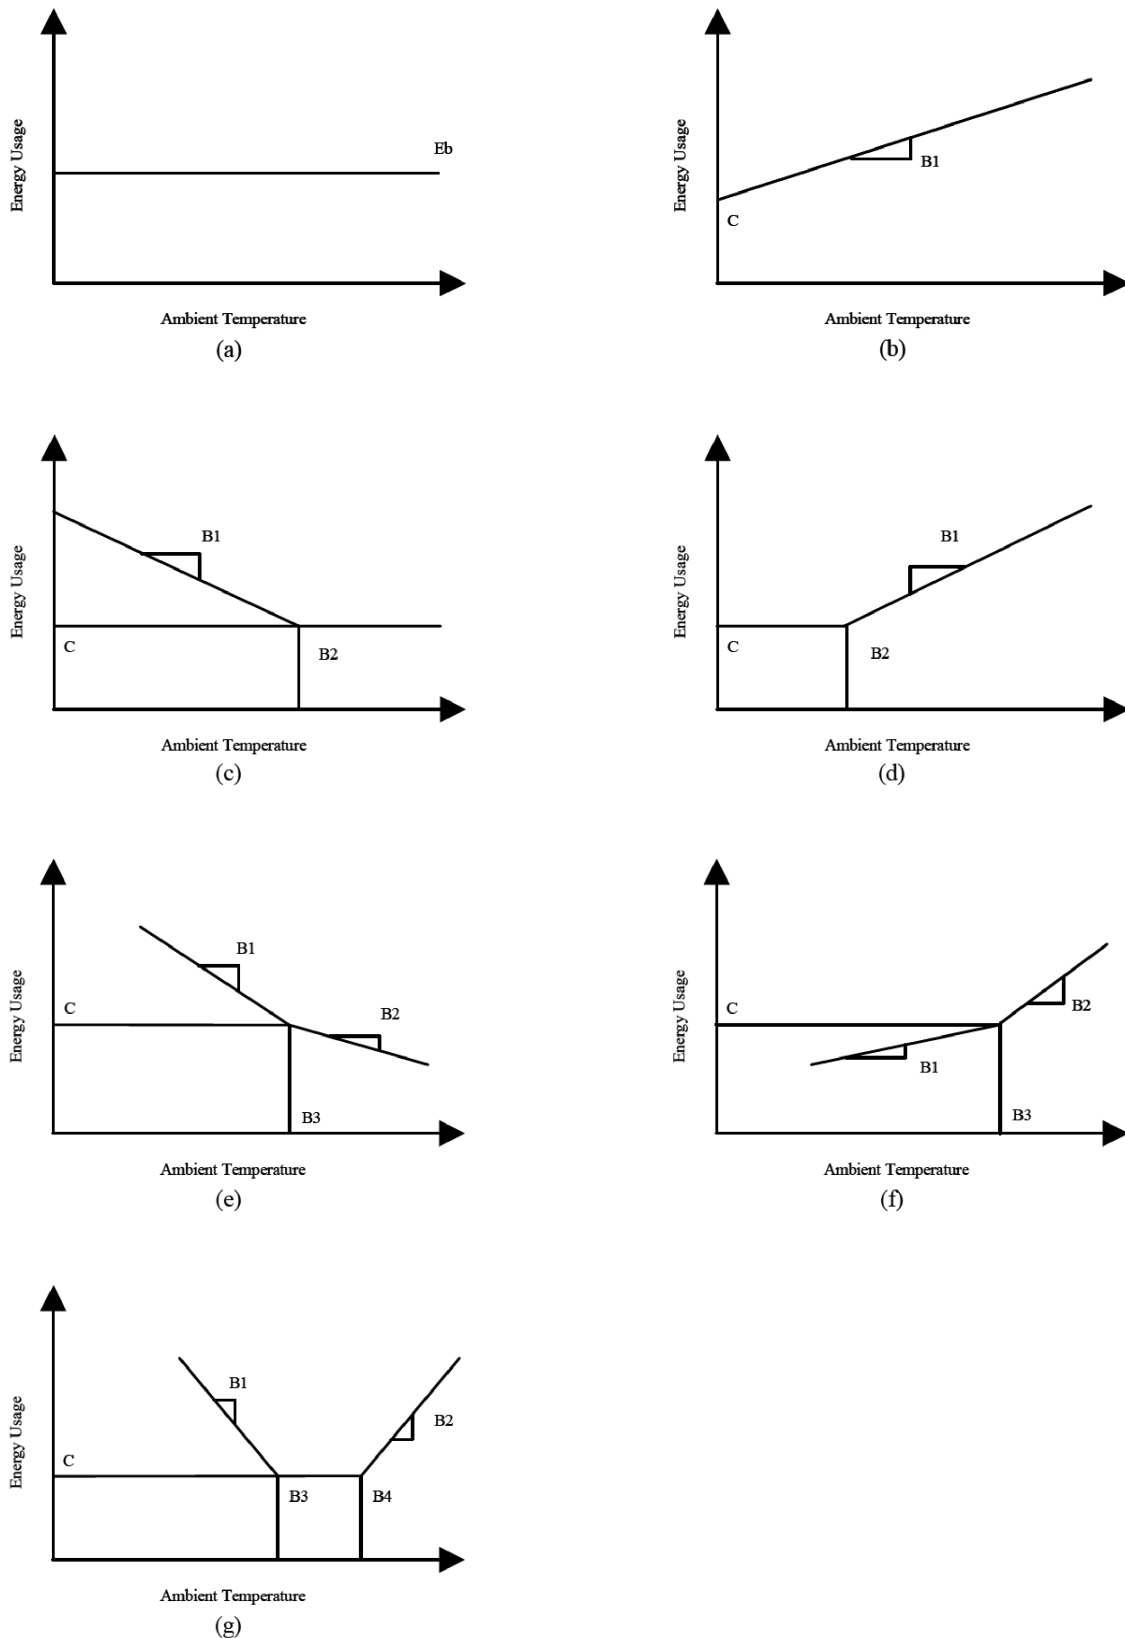 Energy Usage
Eb
Ambient Temperature
(a)
Energy Usage
B1
C
Ambient Temperature
(b)
Energy Usage
B1
C
B2
Ambient Temperature
(c)
Energy Usage
B1
C
B2
Ambient Temperature
(d)
Energy Usage
B1
C
B2
B3
Ambient Temperature
(e)
Energy Usage
C
B2
B1
B3
Ambient Temperature
(f)
Energy Usage
B1
B2
C
B3
B4
Ambient Temperature
(g)